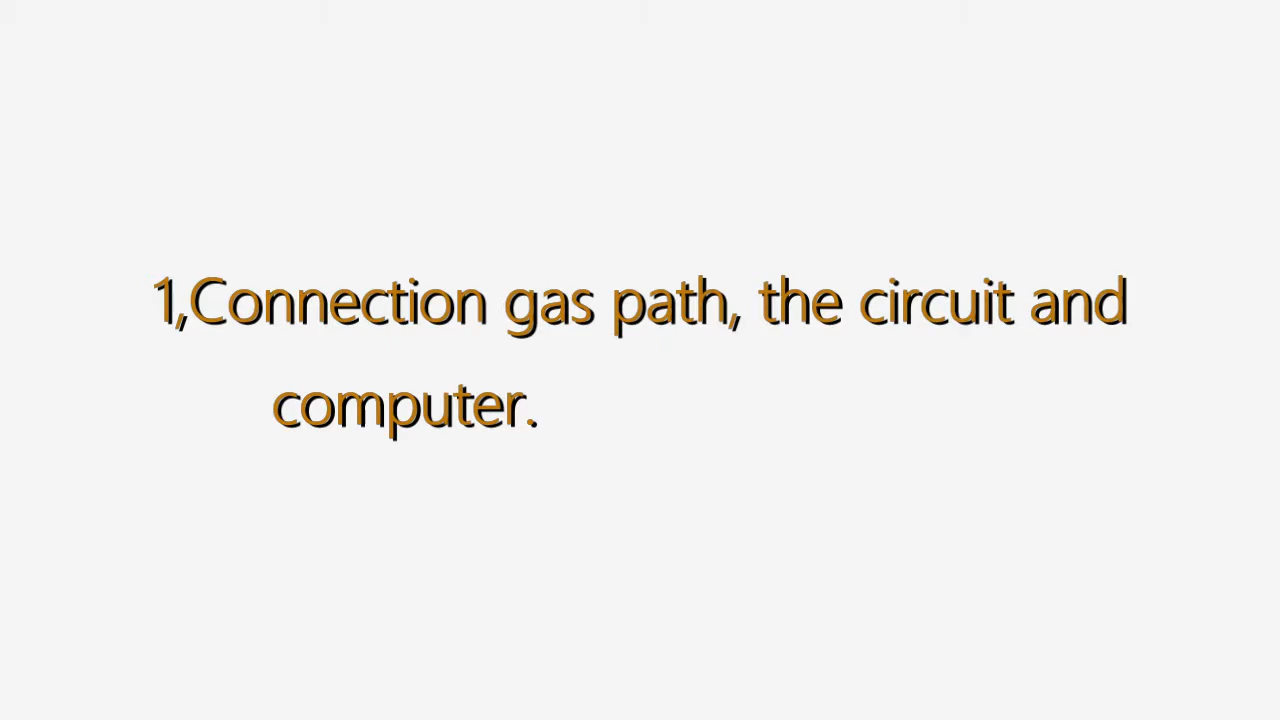 1,Connection gas path, the circuit and
computer.